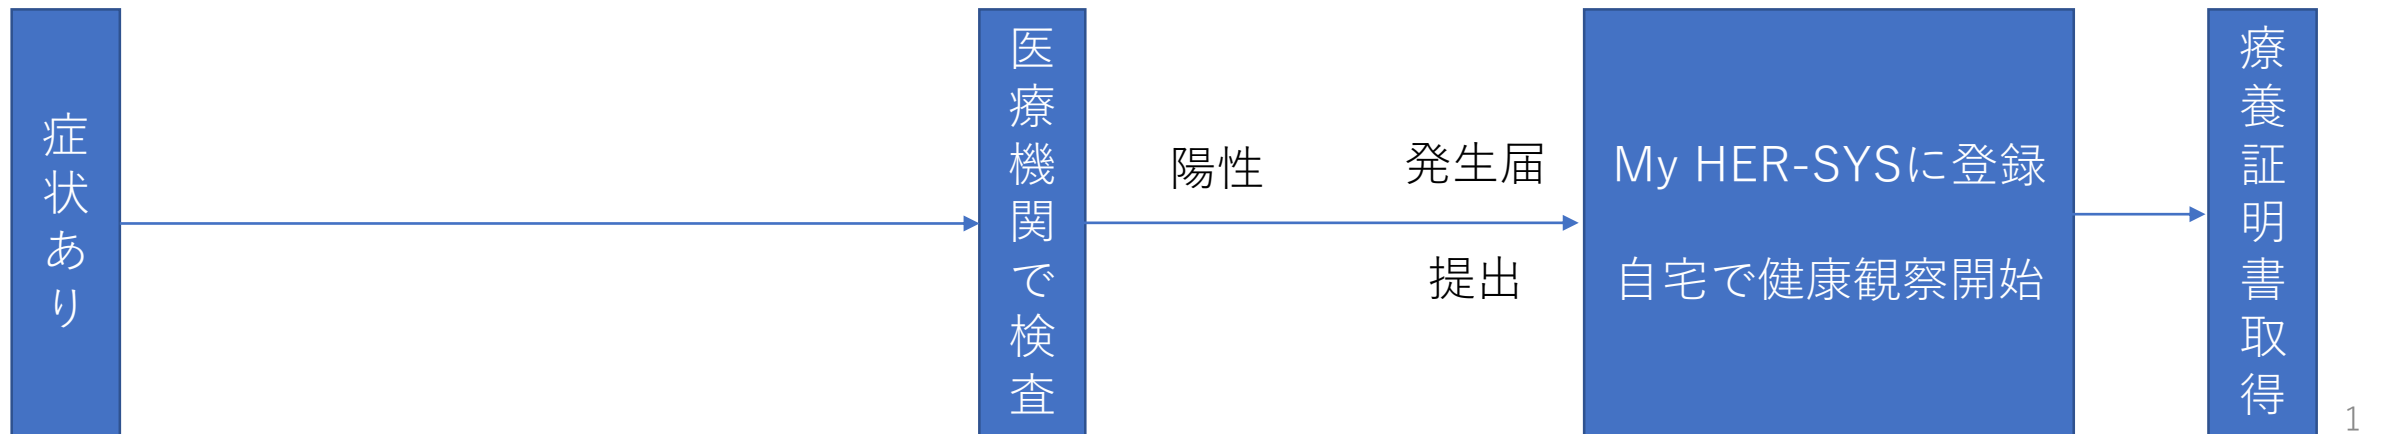 症状あり
医療機関で検査
陽性
発生届
提出
My HER-SYSに登録
自宅で健康観察開始
療養証明書取得
1